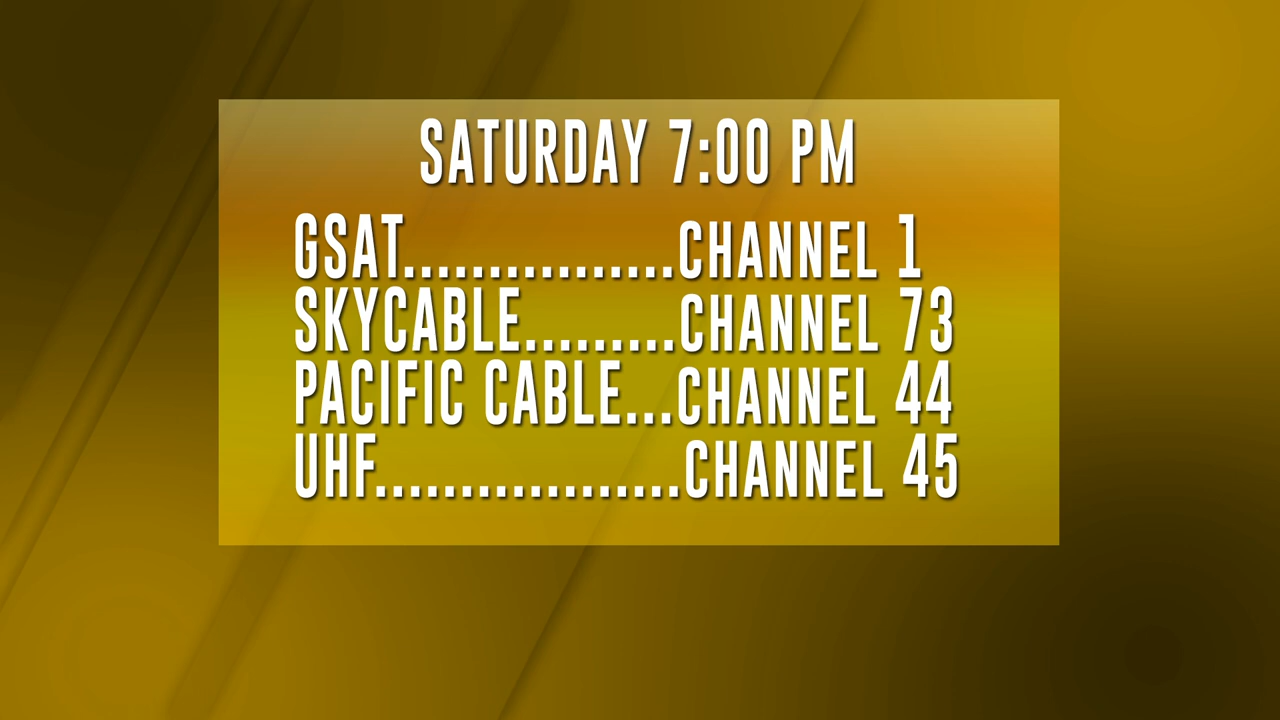 SATURDAY 7:00 PM
GSAT................CHANNEL 1
SKYCABLE.........CHANNEL 73
PACIFIC CABLE...CHANNEL 44
UHF..................CHANNEL 45